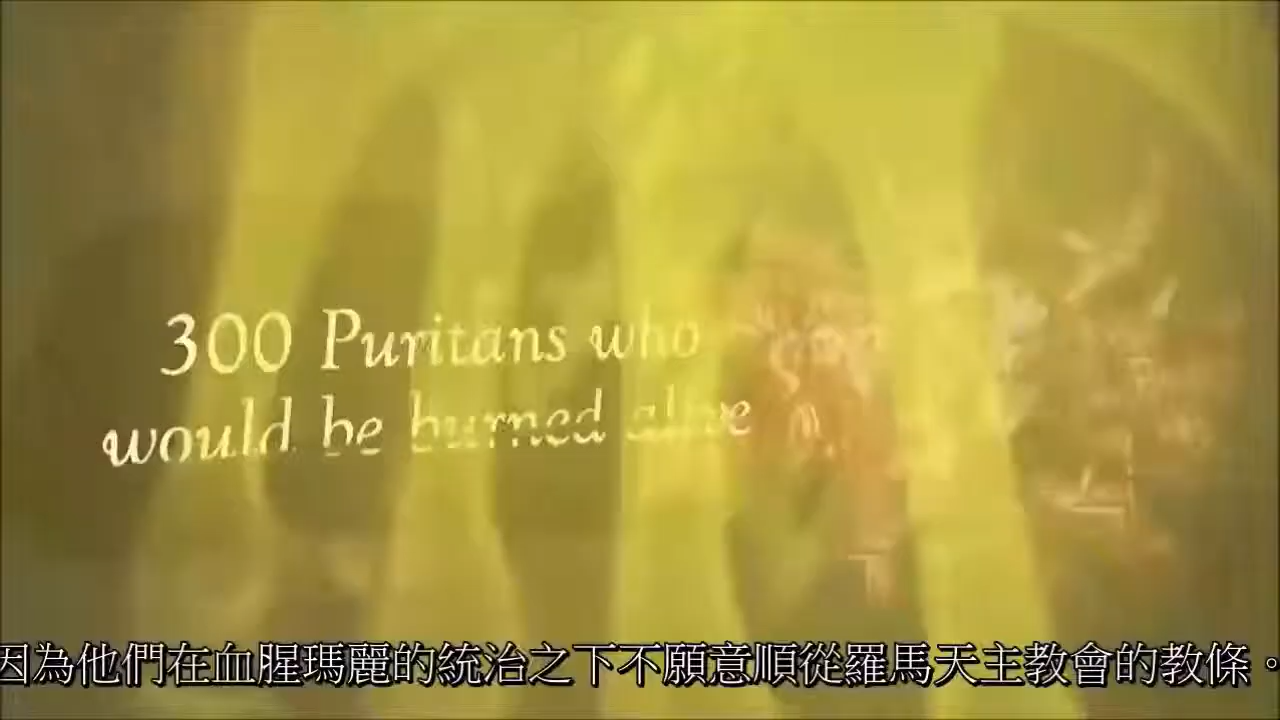 300 Puritans who
would be burned alive
因為他們在血腥瑪麗的統治之下不願意順從羅馬天主教會的教條。